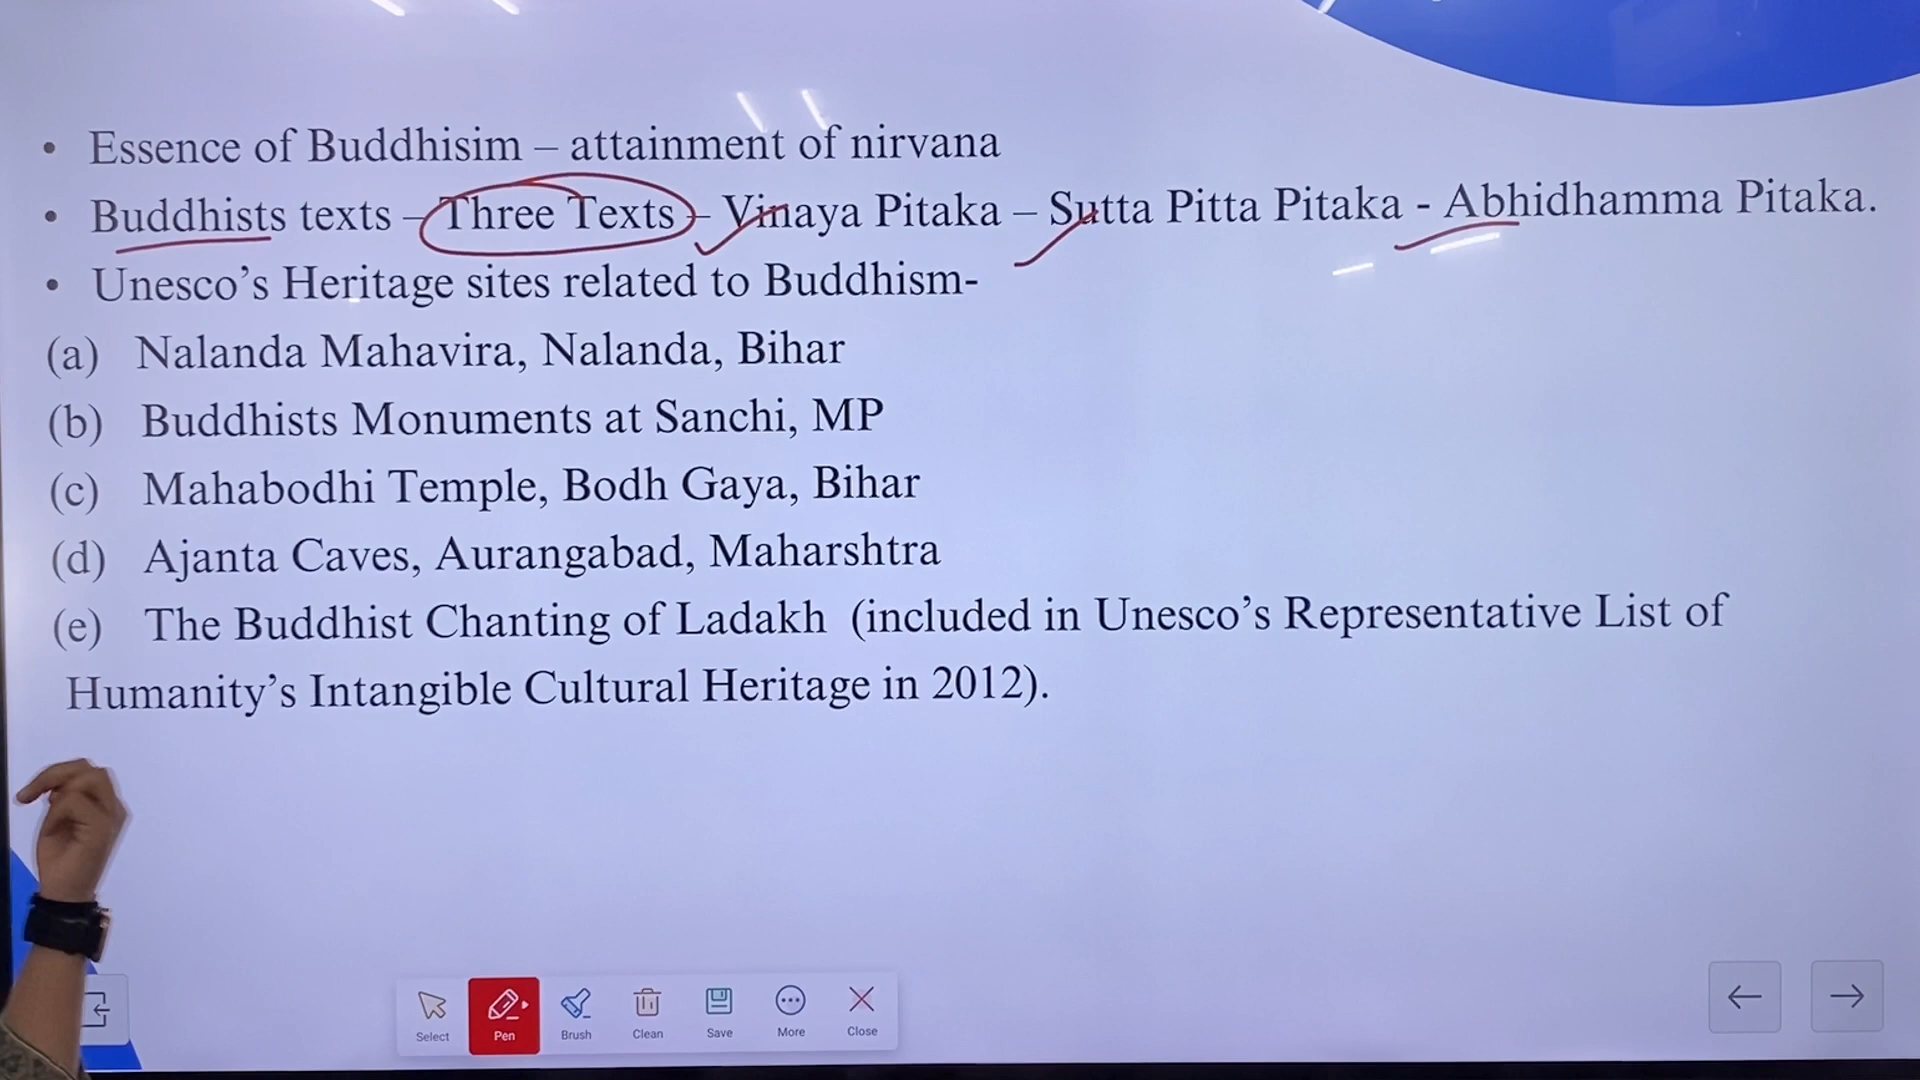 • Essence of Buddhisim – attainment of nirvana
• Buddhists texts – Three Texts – Vinaya Pitaka – Sutta Pitta Pitaka - Abhidhamma Pitaka.
• Unesco’s Heritage sites related to Buddhism-
(a) Nalanda Mahavira, Nalanda, Bihar
(b) Buddhists Monuments at Sanchi, MP
(c) Mahabodhi Temple, Bodh Gaya, Bihar
(d) Ajanta Caves, Aurangabad, Maharshtra
(e) The Buddhist Chanting of Ladakh (included in Unesco’s Representative List of
Humanity’s Intangible Cultural Heritage in 2012).
Select Pen Brush Clean Save More Close